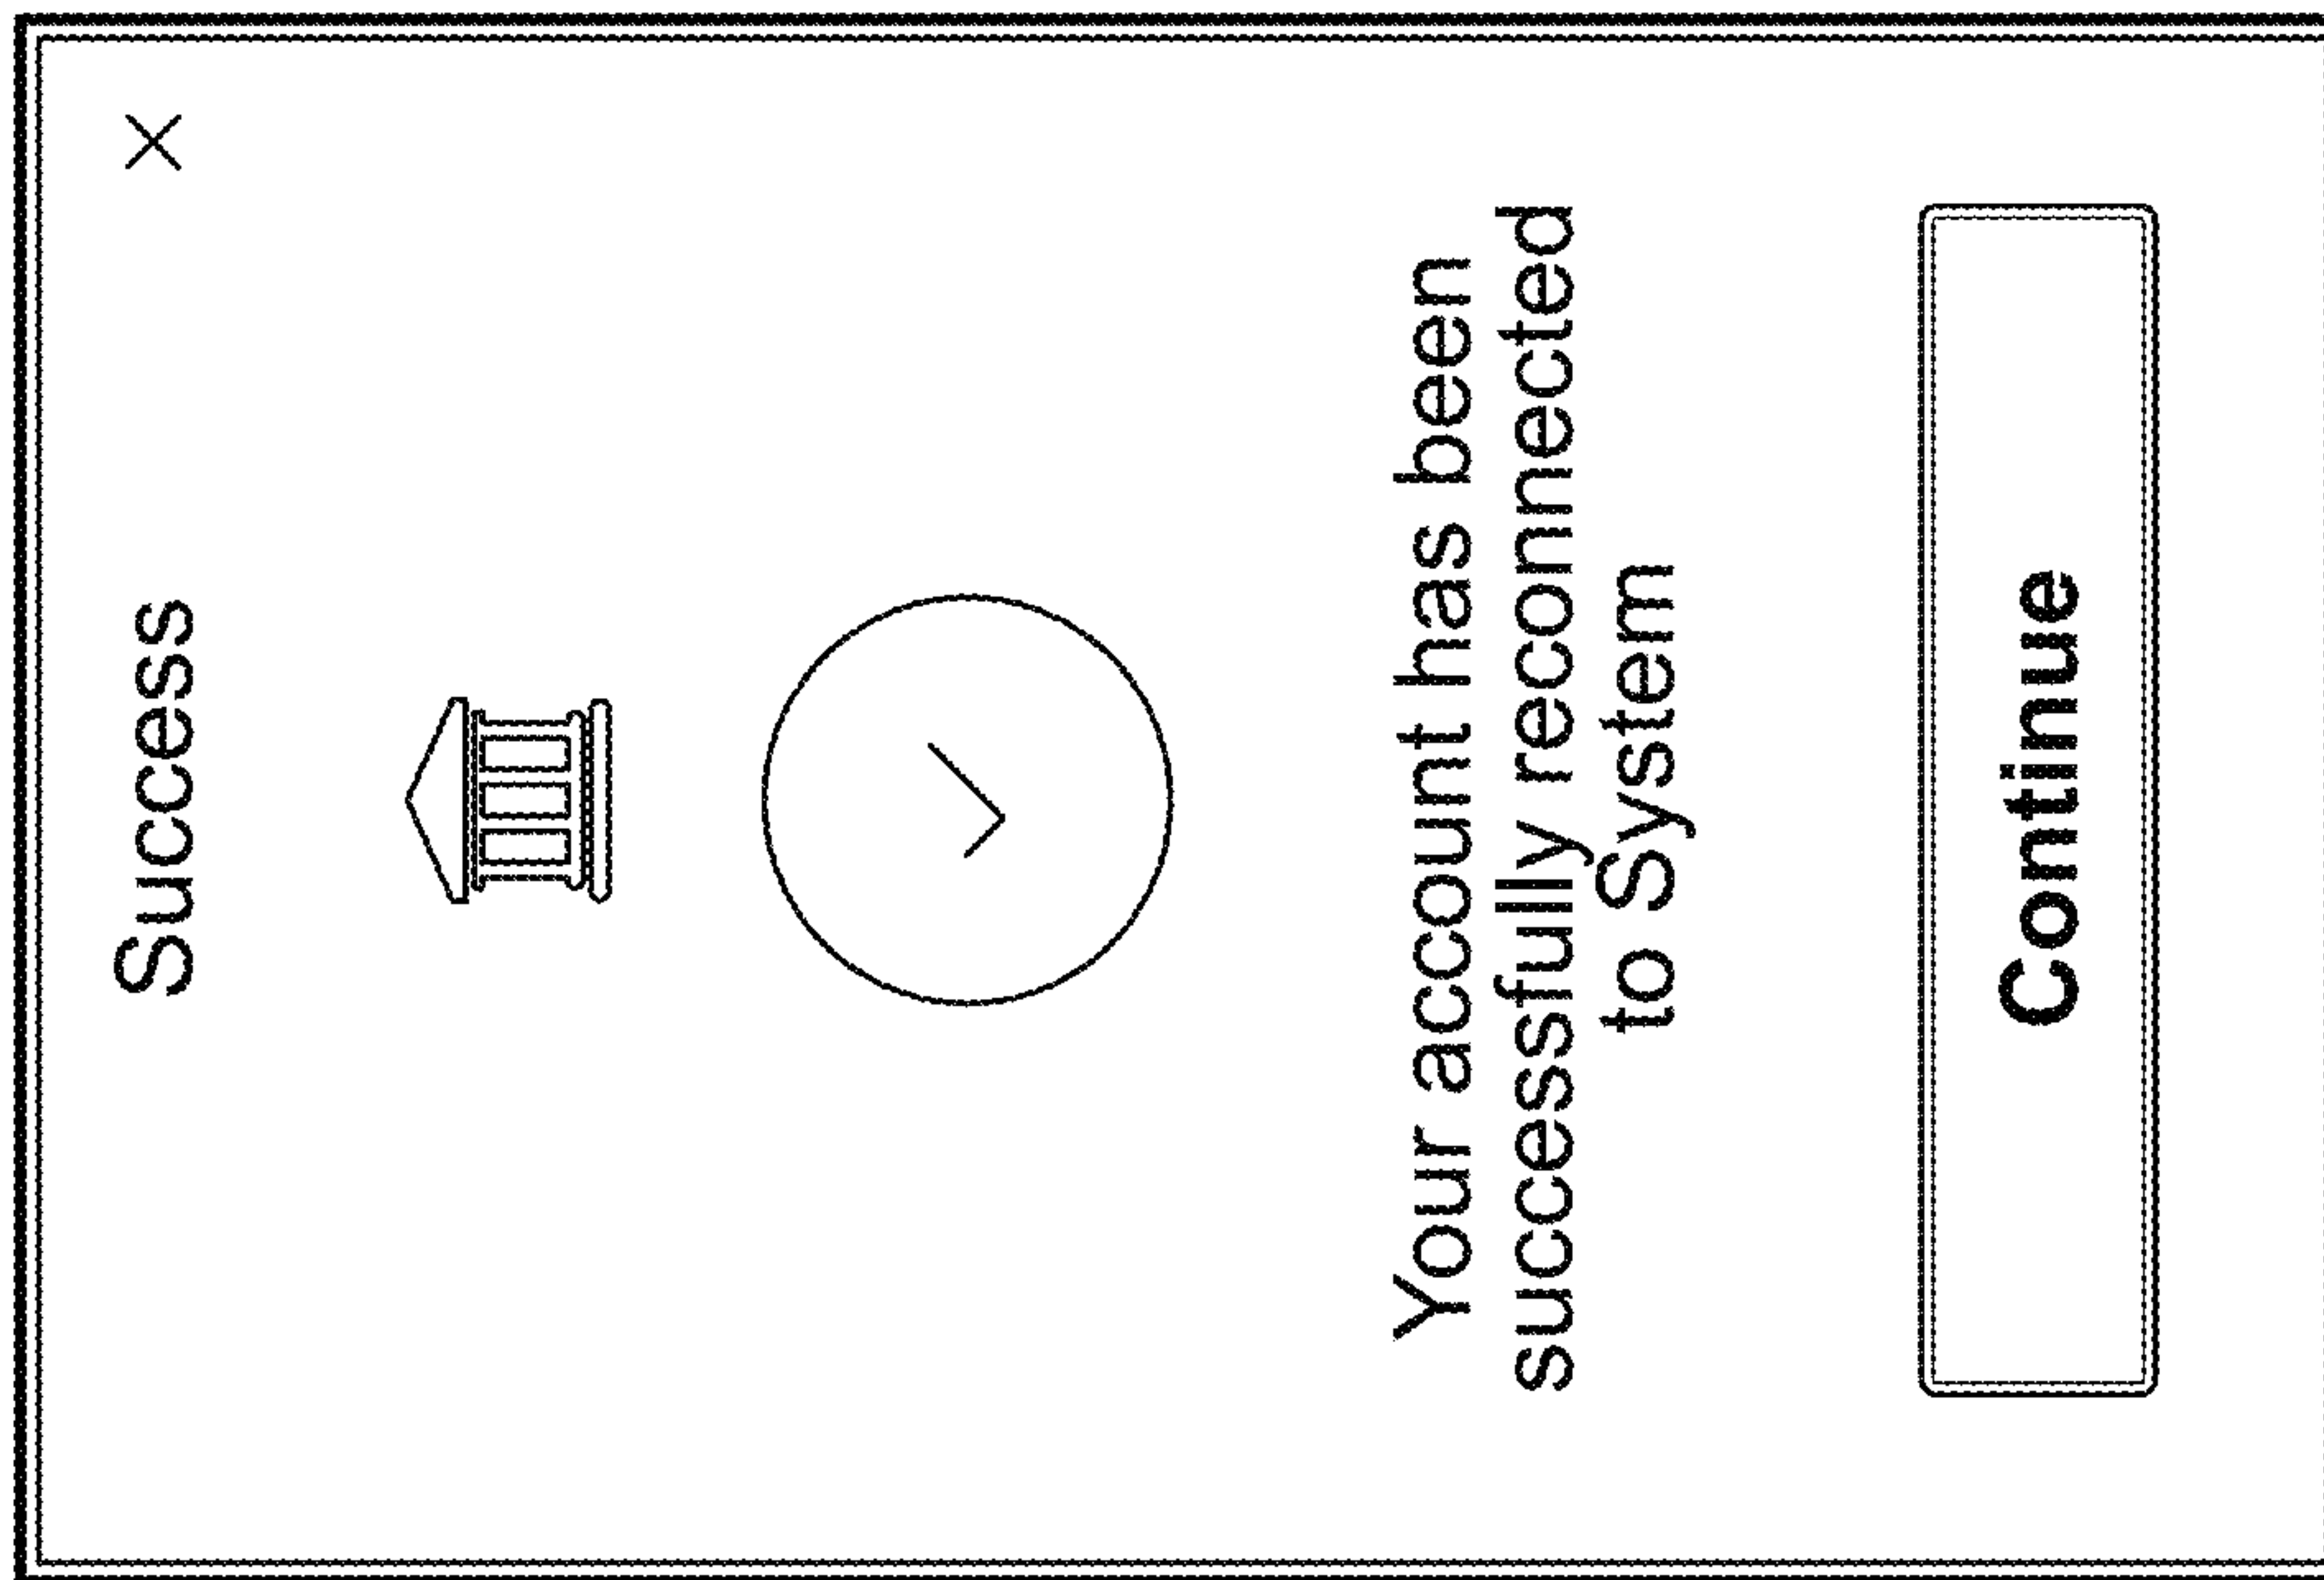 Success
Your account has been
successfully reconnected
to System
Continue